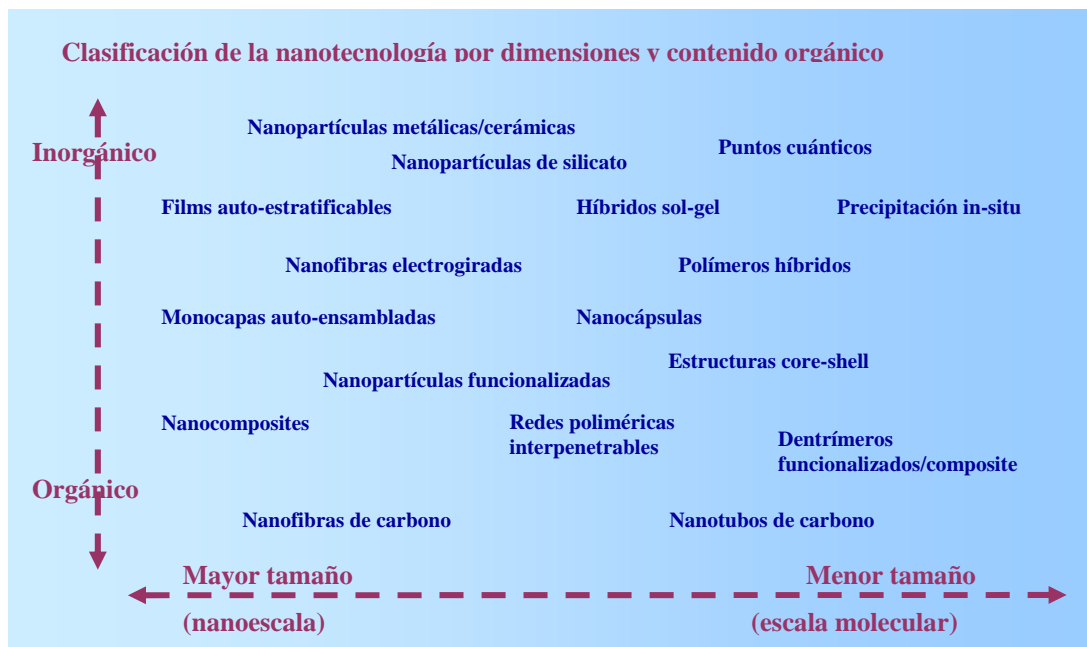 Clasificación de la nanotecnología por dimensiones y contenido orgánico
Nanopartículas metálicas/cerámicas
Inorgánico
Puntos cuánticos
Nanopartículas de silicato
Films auto-estratificables
Híbridos sol-gel
Precipitación in-situ
Nanofibras electrogiradas
Polímeros híbridos
Monocapas auto-ensambladas
Nanocápsulas
Estructuras core-shell
Nanopartículas funcionalizadas
Nanocomposites
Redes poliméricas
interpenetrables
Dentrímeros
funcionalizados/composite
Orgánico
Nanofibras de carbono
Nanotubos de carbono
Mayor tamaño
Menor tamaño
(nanoescala)
(escala molecular)